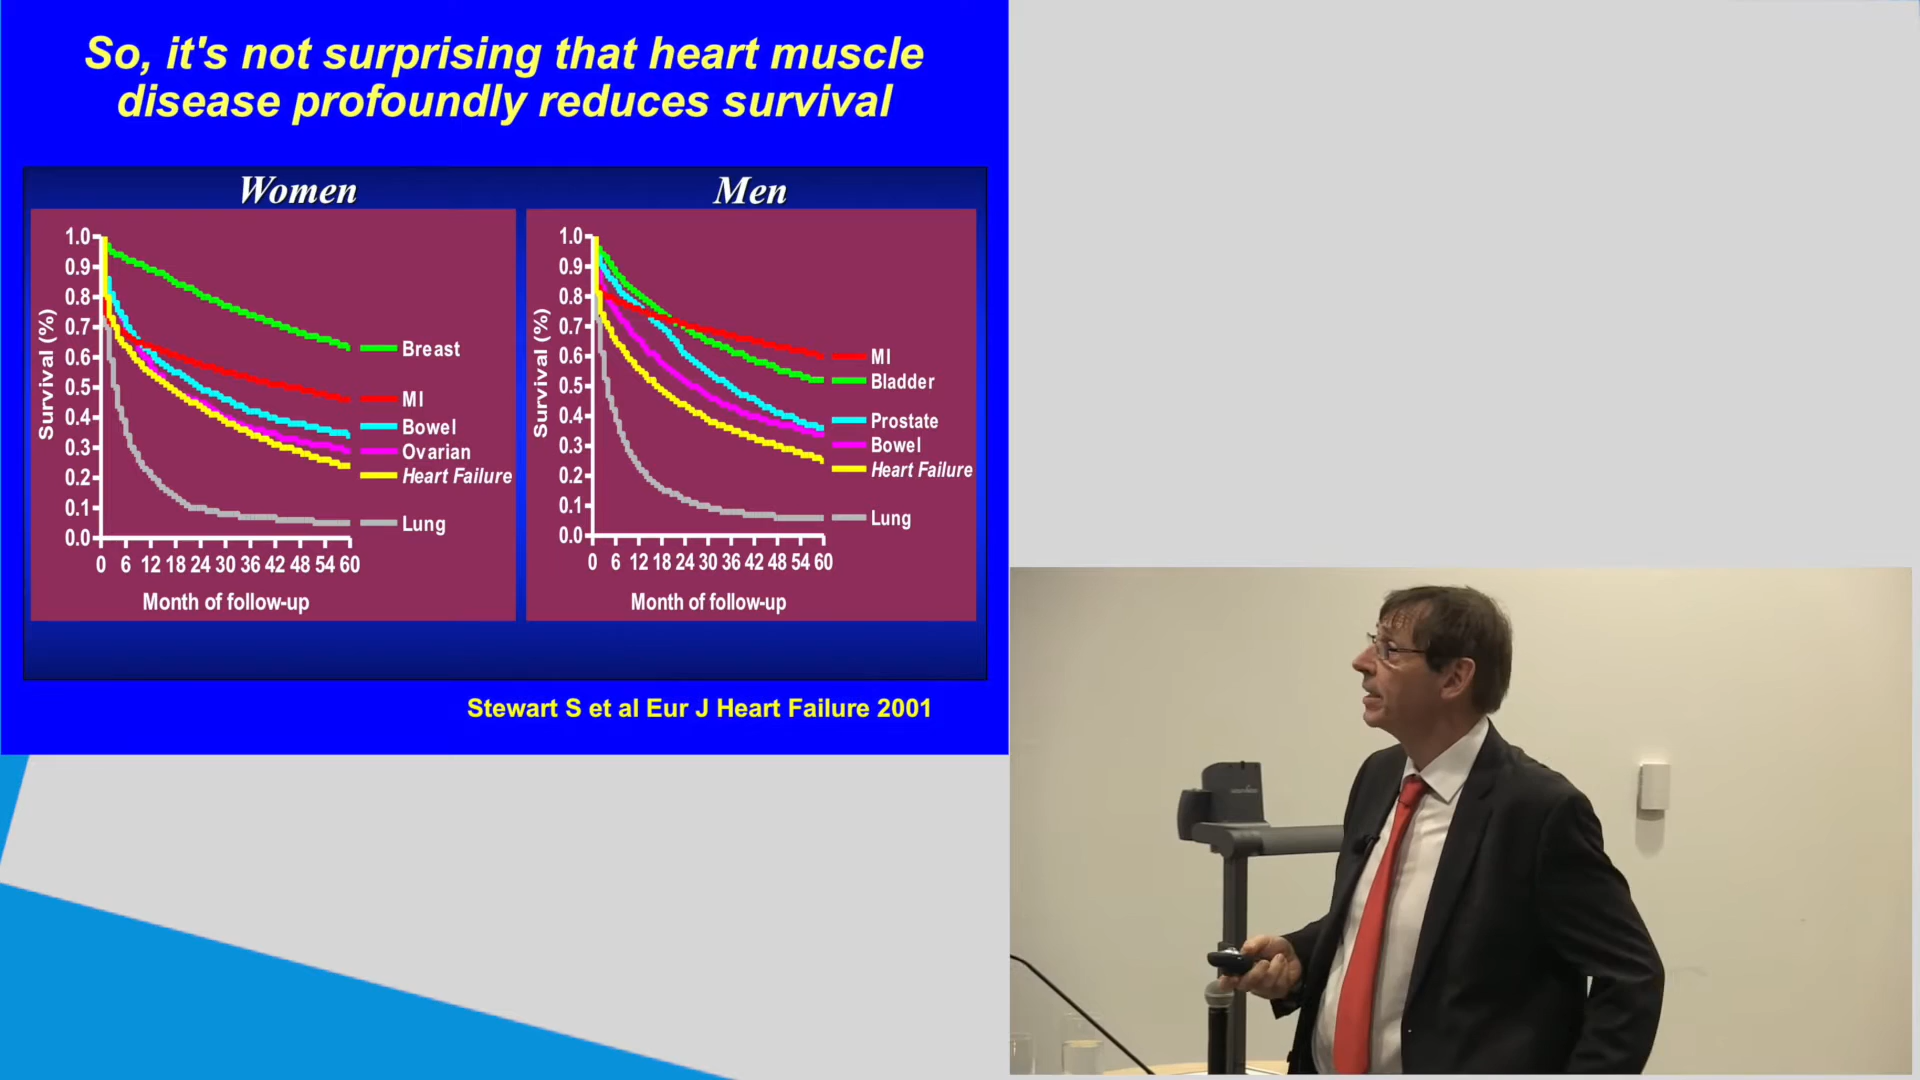 So, it's not surprising that heart muscle
disease profoundly reduces survival
Women
Survival (%)
1.0
0.9
0.8
0.7
0.6
0.5
0.4
0.3
0.2
0.1
0.0
0 6 12 18 24 30 36 42 48 54 60
Month of follow-up
Breast
MI
Bowel
Ovarian
Heart Failure
Lung
Men
Survival (%)
1.0
0.9
0.8
0.7
0.6
0.5
0.4
0.3
0.2
0.1
0.0
0 6 12 18 24 30 36 42 48 54 60
Month of follow-up
MI
Bladder
Prostate
Bowel
Heart Failure
Lung
Stewart S et al Eur J Heart Failure 2001